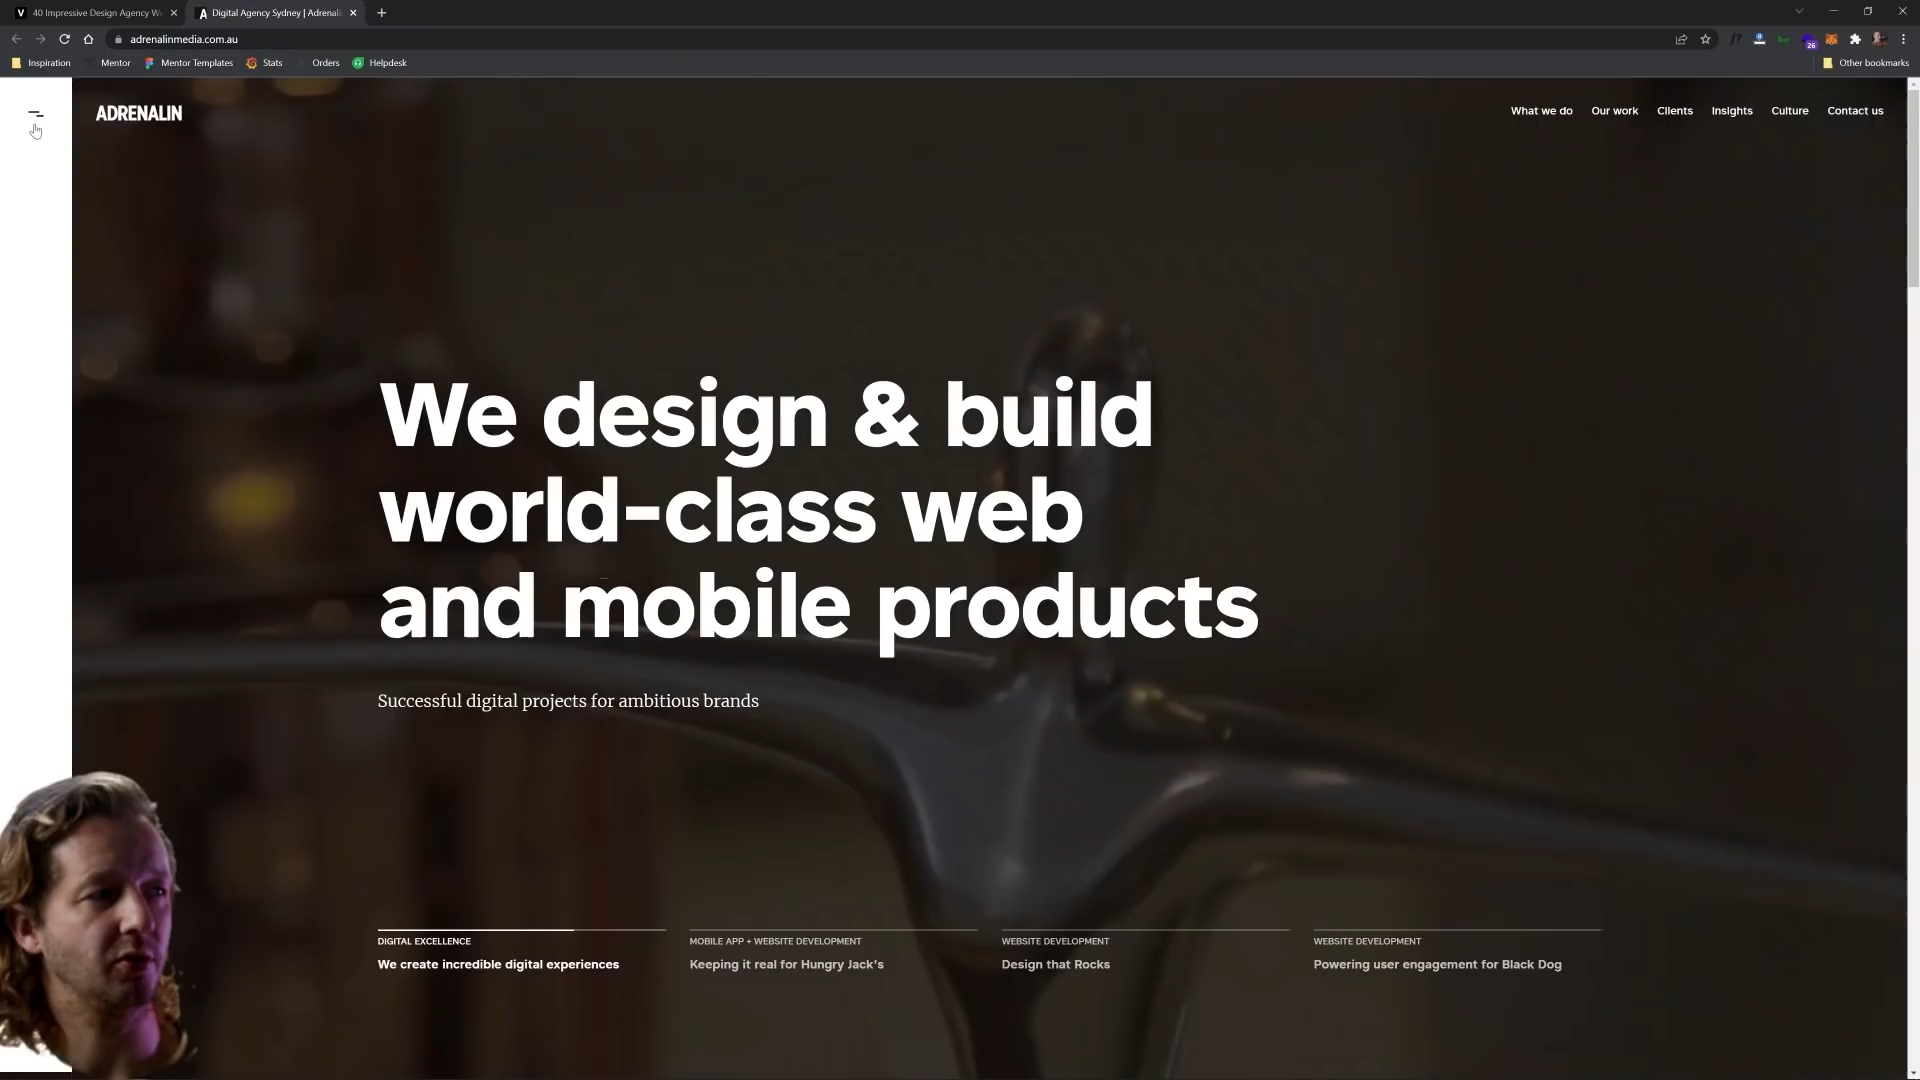 40 Impressive Design Agency W
Digital Agency Sydney | Adrenali
adrenalinmedia.com.au
26
Inspiration
Mentor
Mentor Templates
Stats
Orders
Helpdesk
Other bookmarks
ADRENALIN
What we do
Our work
Clients
Insights
Culture
Contact us
We design & build
world-class web
and mobile products
Successful digital projects for ambitious brands
DIGITAL EXCELLENCE
We create incredible digital experiences
MOBILE APP + WEBSITE DEVELOPMENT
Keeping it real for Hungry Jack's
WEBSITE DEVELOPMENT
Design that Rocks
WEBSITE DEVELOPMENT
Powering user engagement for Black Dog